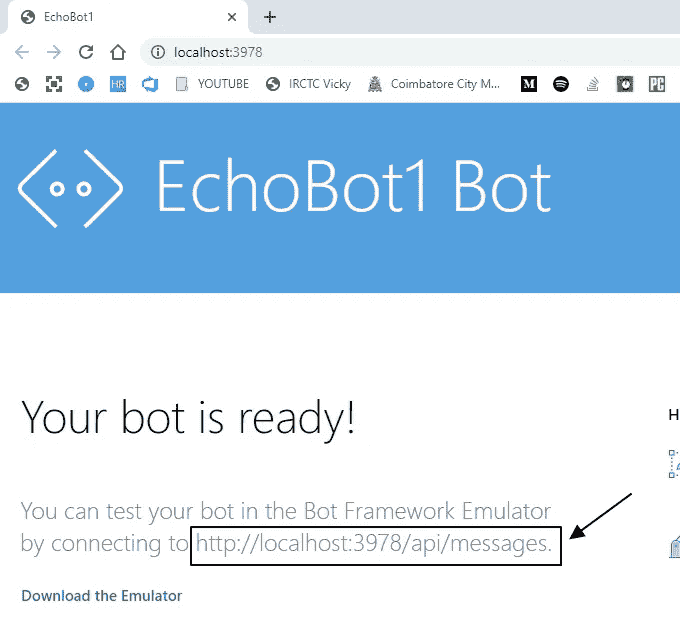 EchoBot1
localhost:3978
HR YOUTUBE IRCTC Vicky Coimbatore City M... M PC
EchoBot1 Bot
Your bot is ready!
H
You can test your bot in the Bot Framework Emulator
by connecting to http://localhost:3978/api/messages.
Download the Emulator